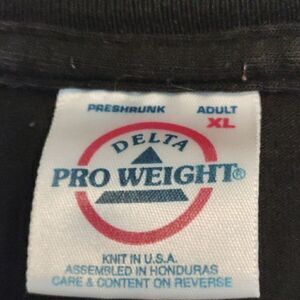 PRESHRUNK ADULT
XL
DELTA
PRO WEIGHT®
KNIT IN U.S.A.
ASSEMBLED IN HONDURAS
CARE & CONTENT ON REVERSE